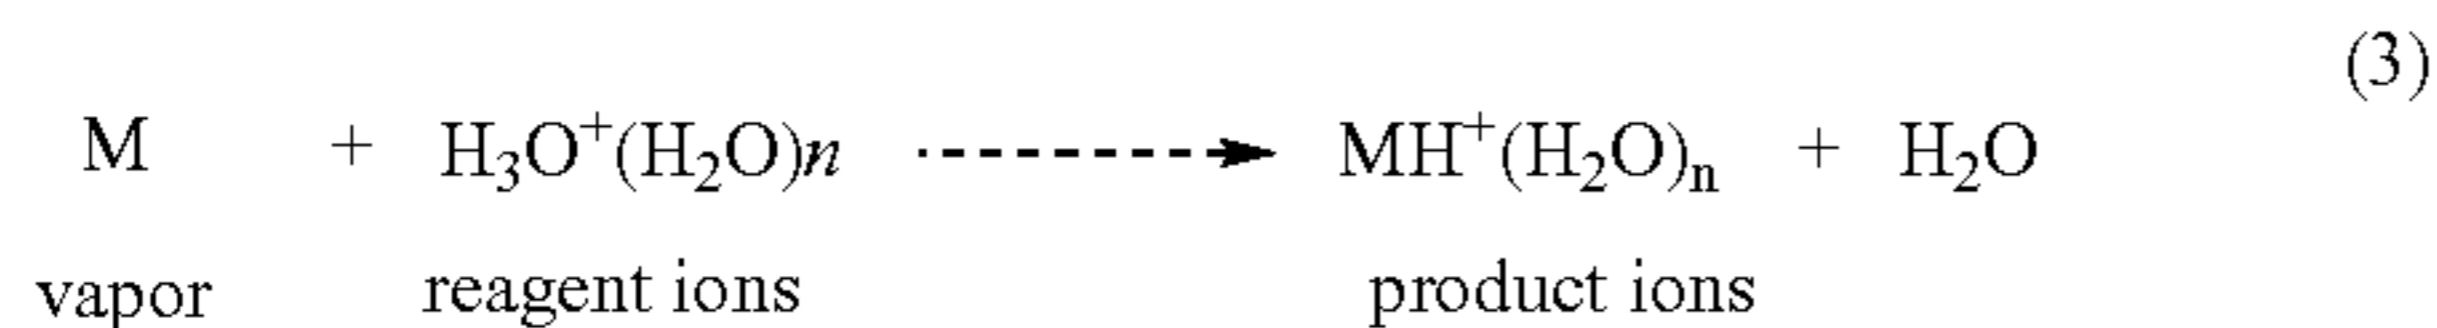 (3)
M + H₃O⁺(H₂O)n ⟶ MH⁺(H₂O)ₙ + H₂O
vapor reagent ions product ions